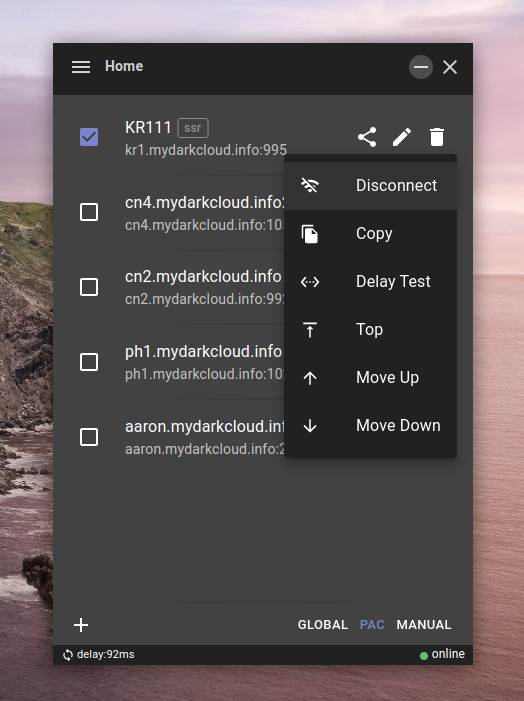 Home
KR111 ssr
kr1.mydarkcloud.info:995
Disconnect
cn4.mydarkcloud.info
cn4.mydarkcloud.info:10
Copy
cn2.mydarkcloud.info
cn2.mydarkcloud.info:99
Delay Test
Top
ph1.mydarkcloud.info
ph1.mydarkcloud.info:10
Move Up
aaron.mydarkcloud.inf
aaron.mydarkcloud.info:2
Move Down
GLOBAL PAC MANUAL
delay:92ms
online